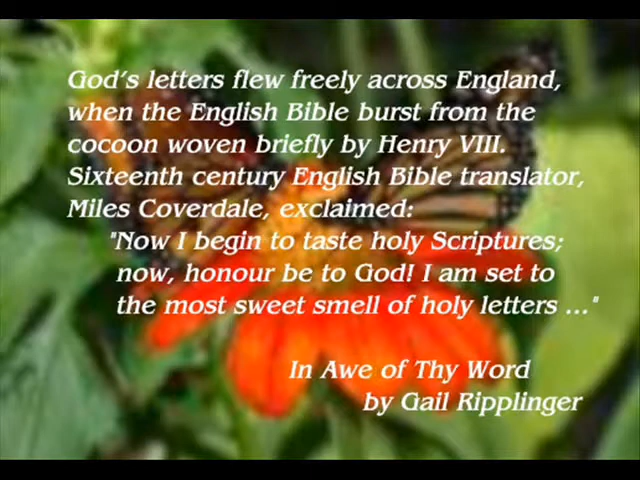 God's letters flew freely across England,
when the English Bible burst from the
cocoon woven briefly by Henry VIII.
Sixteenth century English Bible translator,
Miles Coverdale, exclaimed:
"Now I begin to taste holy Scriptures;
now, honour be to God! I am set to
the most sweet smell of holy letters ..."
In Awe of Thy Word
by Gail Ripplinger